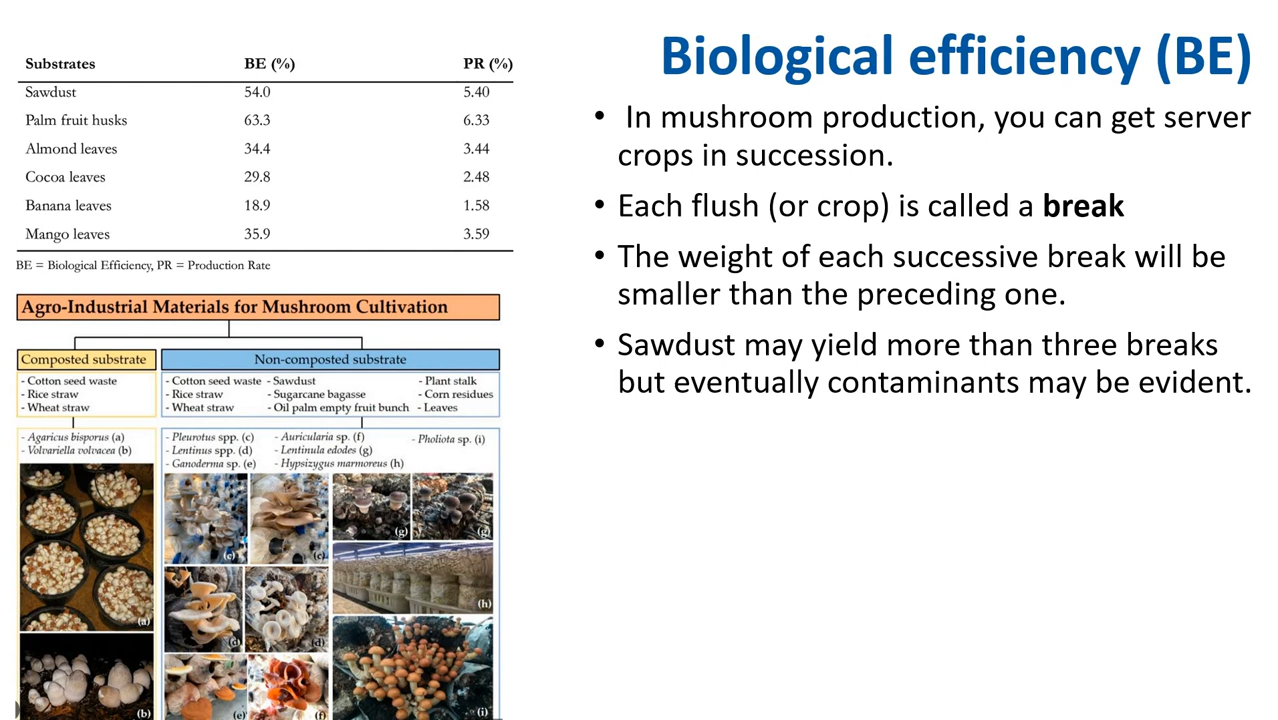 Biological efficiency (BE)
• In mushroom production, you can get server
crops in succession.
• Each flush (or crop) is called a break
• The weight of each successive break will be
smaller than the preceding one.
• Sawdust may yield more than three breaks
but eventually contaminants may be evident.
Substrates BE (%) PR (%)
Sawdust 54.0 5.40
Palm fruit husks 63.3 6.33
Almond leaves 34.4 3.44
Cocoa leaves 29.8 2.48
Banana leaves 18.9 1.58
Mango leaves 35.9 3.59
BE = Biological Efficiency, PR = Production Rate
Agro-Industrial Materials for Mushroom Cultivation
Composted substrate
- Cotton seed waste
- Rice straw
- Wheat straw
- Agaricus bisporus (a)
- Volvariella volvacea (b)
(a)
(b)
Non-composted substrate
- Cotton seed waste - Sawdust - Plant stalk
- Rice straw - Sugarcane bagasse - Corn residues
- Wheat straw - Oil palm empty fruit bunch - Leaves
- Pleurotus spp. (c) - Auricularia sp. (f) - Pholiota sp. (i)
- Lentinus spp. (d) - Lentinula edodes (g)
- Ganoderma sp. (e) - Hypsizygus marmoreus (h)
(c) (c) (g) (g)
(h)
(d) (d)
(e) (f) (i)